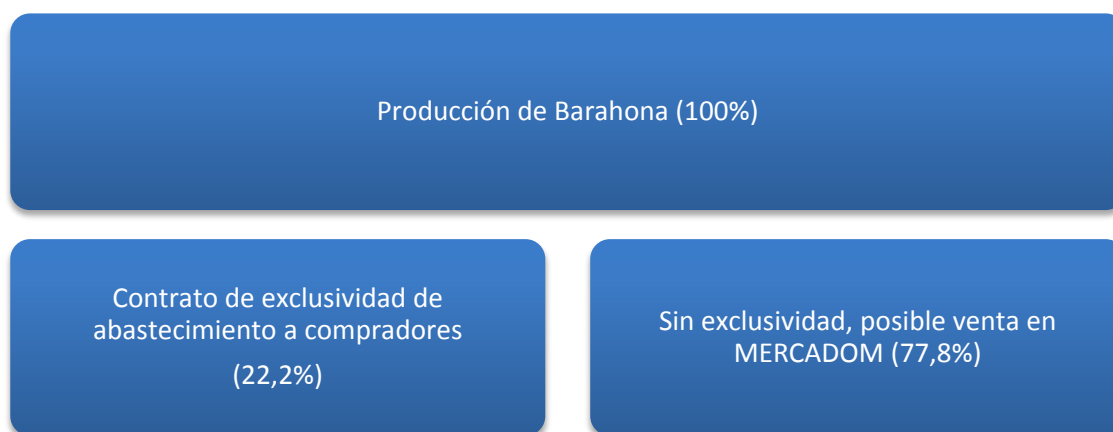 Producción de Barahona (100%)
Contrato de exclusividad de
abastecimiento a compradores
(22,2%)
Sin exclusividad, posible venta en
MERCADOM (77,8%)